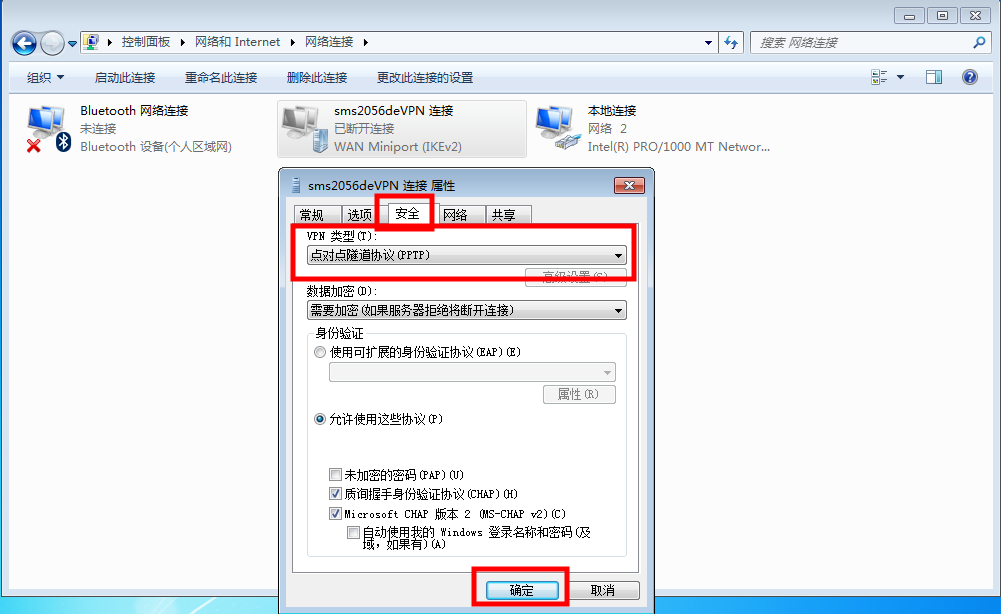 控制面板 网络和 Internet 网络连接
搜索 网络连接
组织 启动此连接 重命名此连接 删除此连接 更改此连接的设置
Bluetooth 网络连接
未连接
Bluetooth 设备(个人区域网)
sms2056deVPN 连接
已断开连接
WAN Miniport (IKEv2)
本地连接
网络 2
Intel(R) PRO/1000 MT Networ...
sms2056deVPN 连接 属性
常规 选项 安全 网络 共享
VPN 类型(T):
点对点隧道协议(PPTP)
高级设置(S)
数据加密(D):
需要加密(如果服务器拒绝将断开连接)
身份验证
使用可扩展的身份验证协议(EAP)(E)
属性(R)
允许使用这些协议(P)
未加密的密码(PAP)(U)
质询握手身份验证协议(CHAP)(H)
Microsoft CHAP 版本 2 (MS-CHAP v2)(C)
自动使用我的 Windows 登录名称和密码(及
域，如果有)(A)
确定 取消